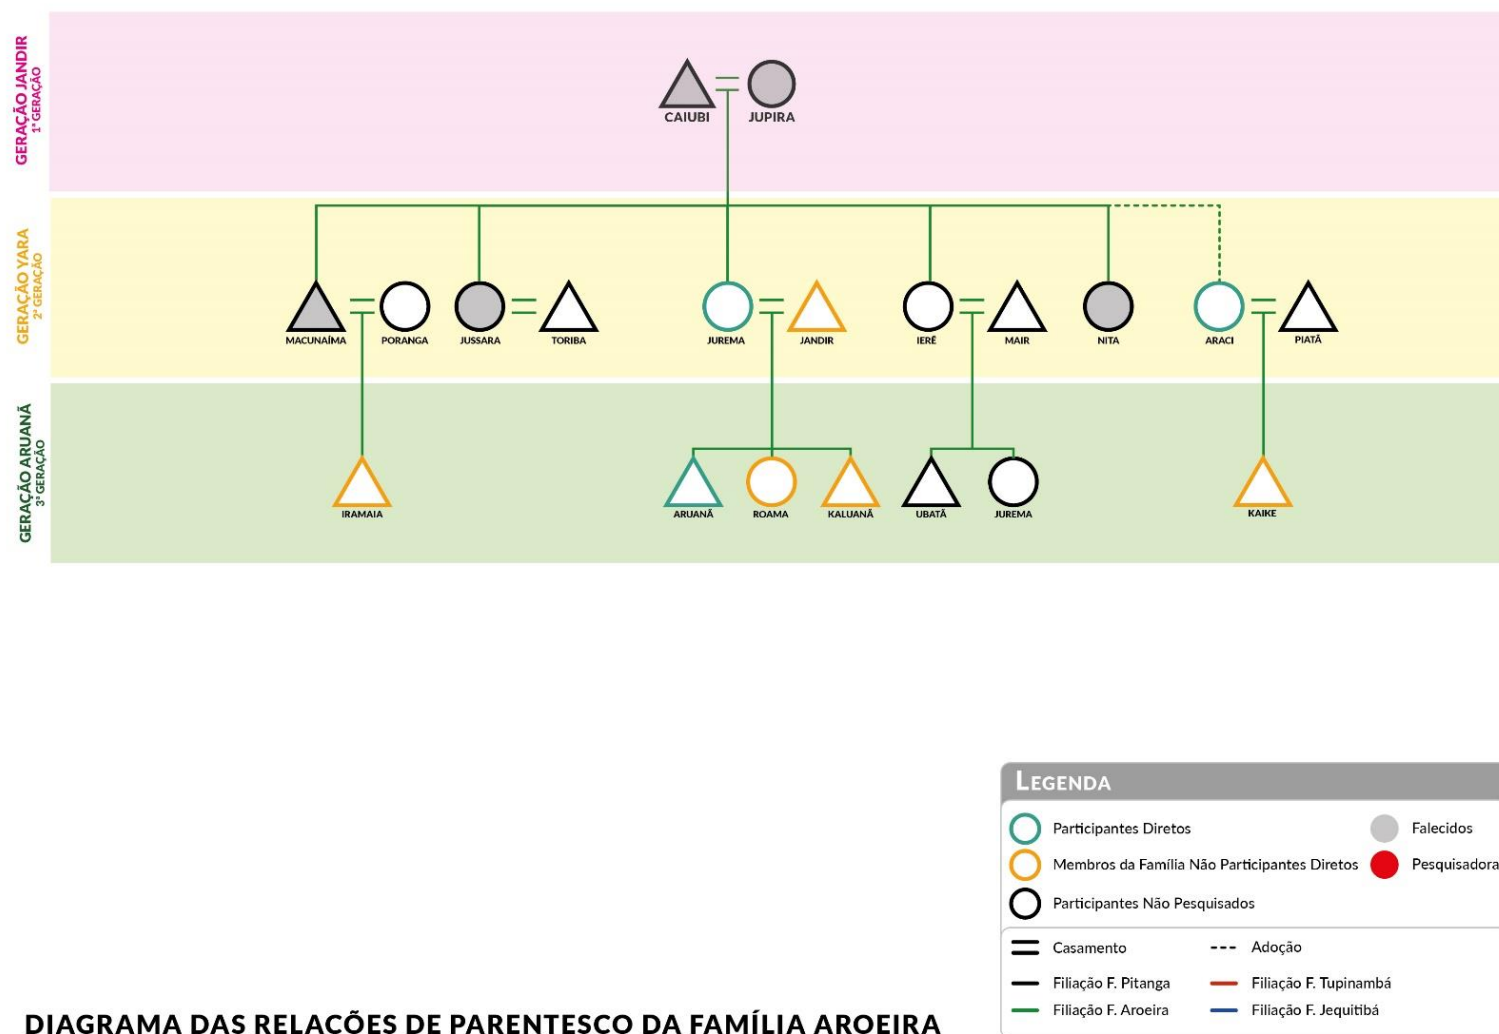 GERAÇÃO JANDIR
1ª GERAÇÃO
CAIUBI JUPIRA
GERAÇÃO YARA
2ª GERAÇÃO
MACUNAÍMA PORANGA JUSSARA TORIBA JUREMA JANDIR IERÊ MAIR NITA ARACI PIATÃ
GERAÇÃO ARUANÃ
3ª GERAÇÃO
IRAMAIA ARUANÃ ROAMA KALUANÃ UBATÃ JUREMA KAIKE
LEGENDA
Participantes Diretos Falecidos
Membros da Família Não Participantes Diretos Pesquisadora
Participantes Não Pesquisados
Casamento Adoção
Filiação F. Pitanga Filiação F. Tupinambá
Filiação F. Aroeira Filiação F. Jequitibá
DIAGRAMA DAS RELAÇÕES DE PARENTESCO DA FAMÍLIA AROEIRA